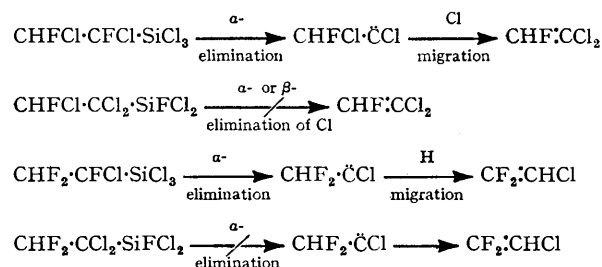 CHFCl·CFCl·SiCl₃ α- elimination CHFCl·C̈Cl Cl migration CHF:CCl₂
CHFCl·CCl₂·SiFCl₂ α- or β- elimination of Cl CHF:CCl₂
CHF₂·CFCl·SiCl₃ α- elimination CHF₂·C̈Cl H migration CF₂:CHCl
CHF₂·CCl₂·SiFCl₂ α- elimination CHF₂·C̈Cl CF₂:CHCl